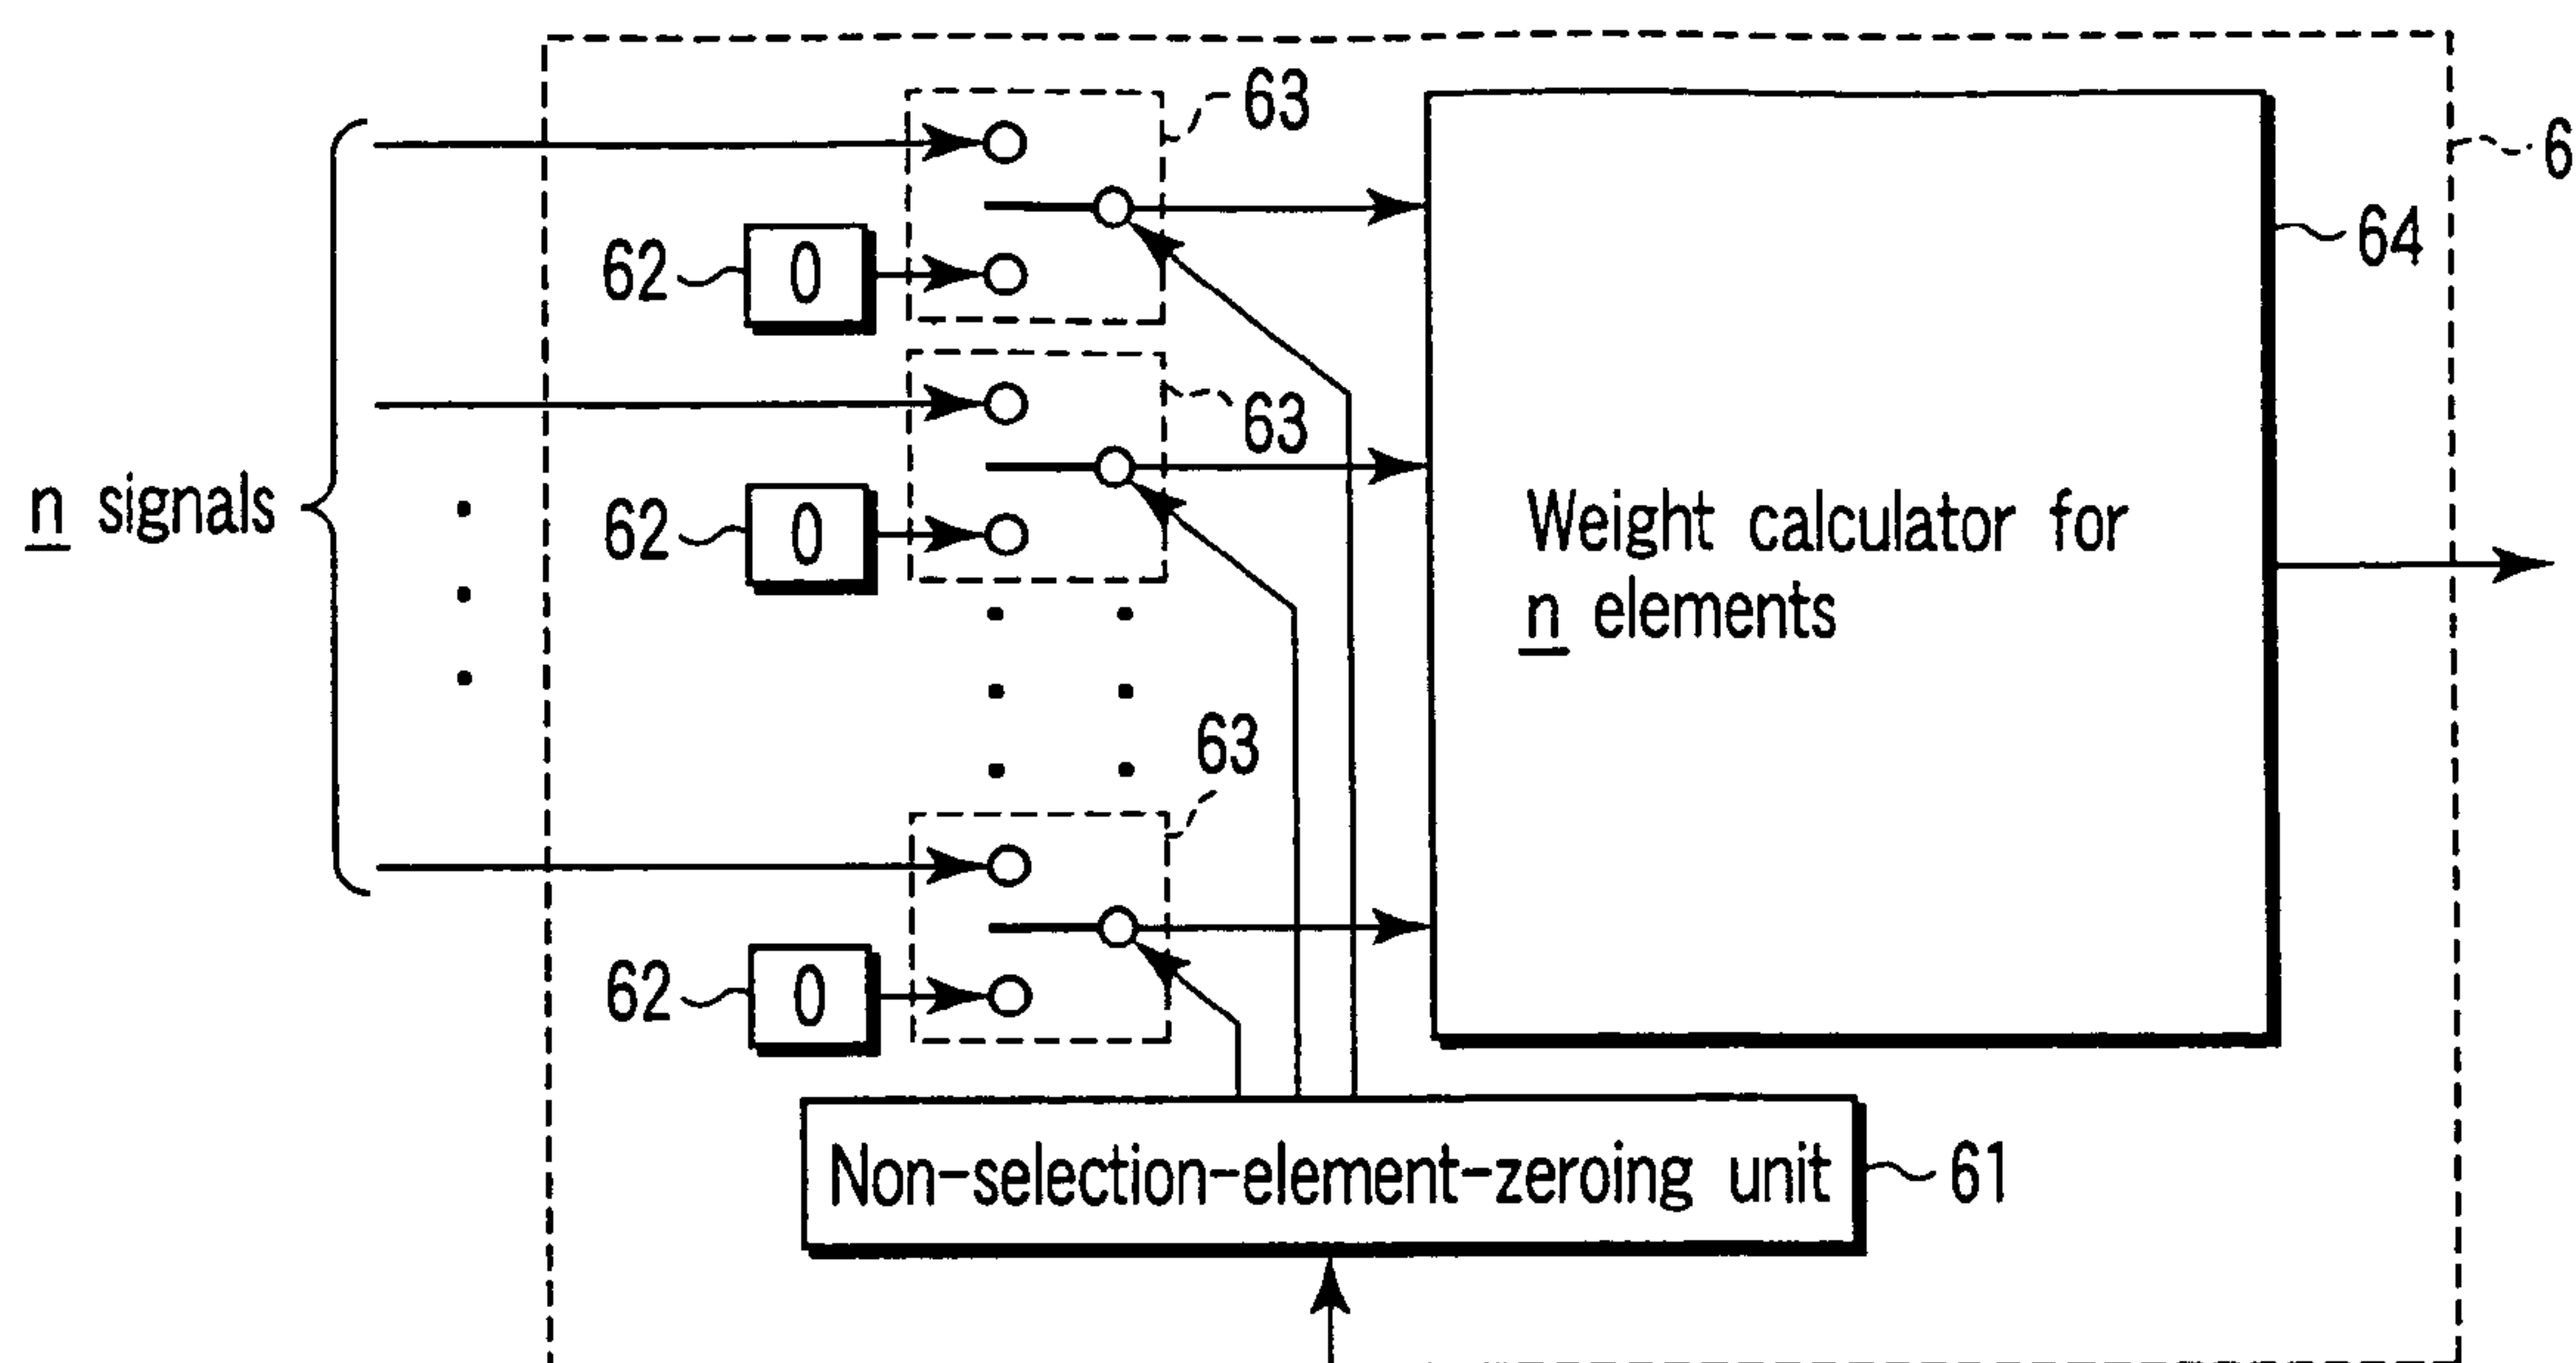 63
6
62 0
64
63
n signals
62 0
Weight calculator for
n elements
63
62 0
Non-selection-element-zeroing unit 61